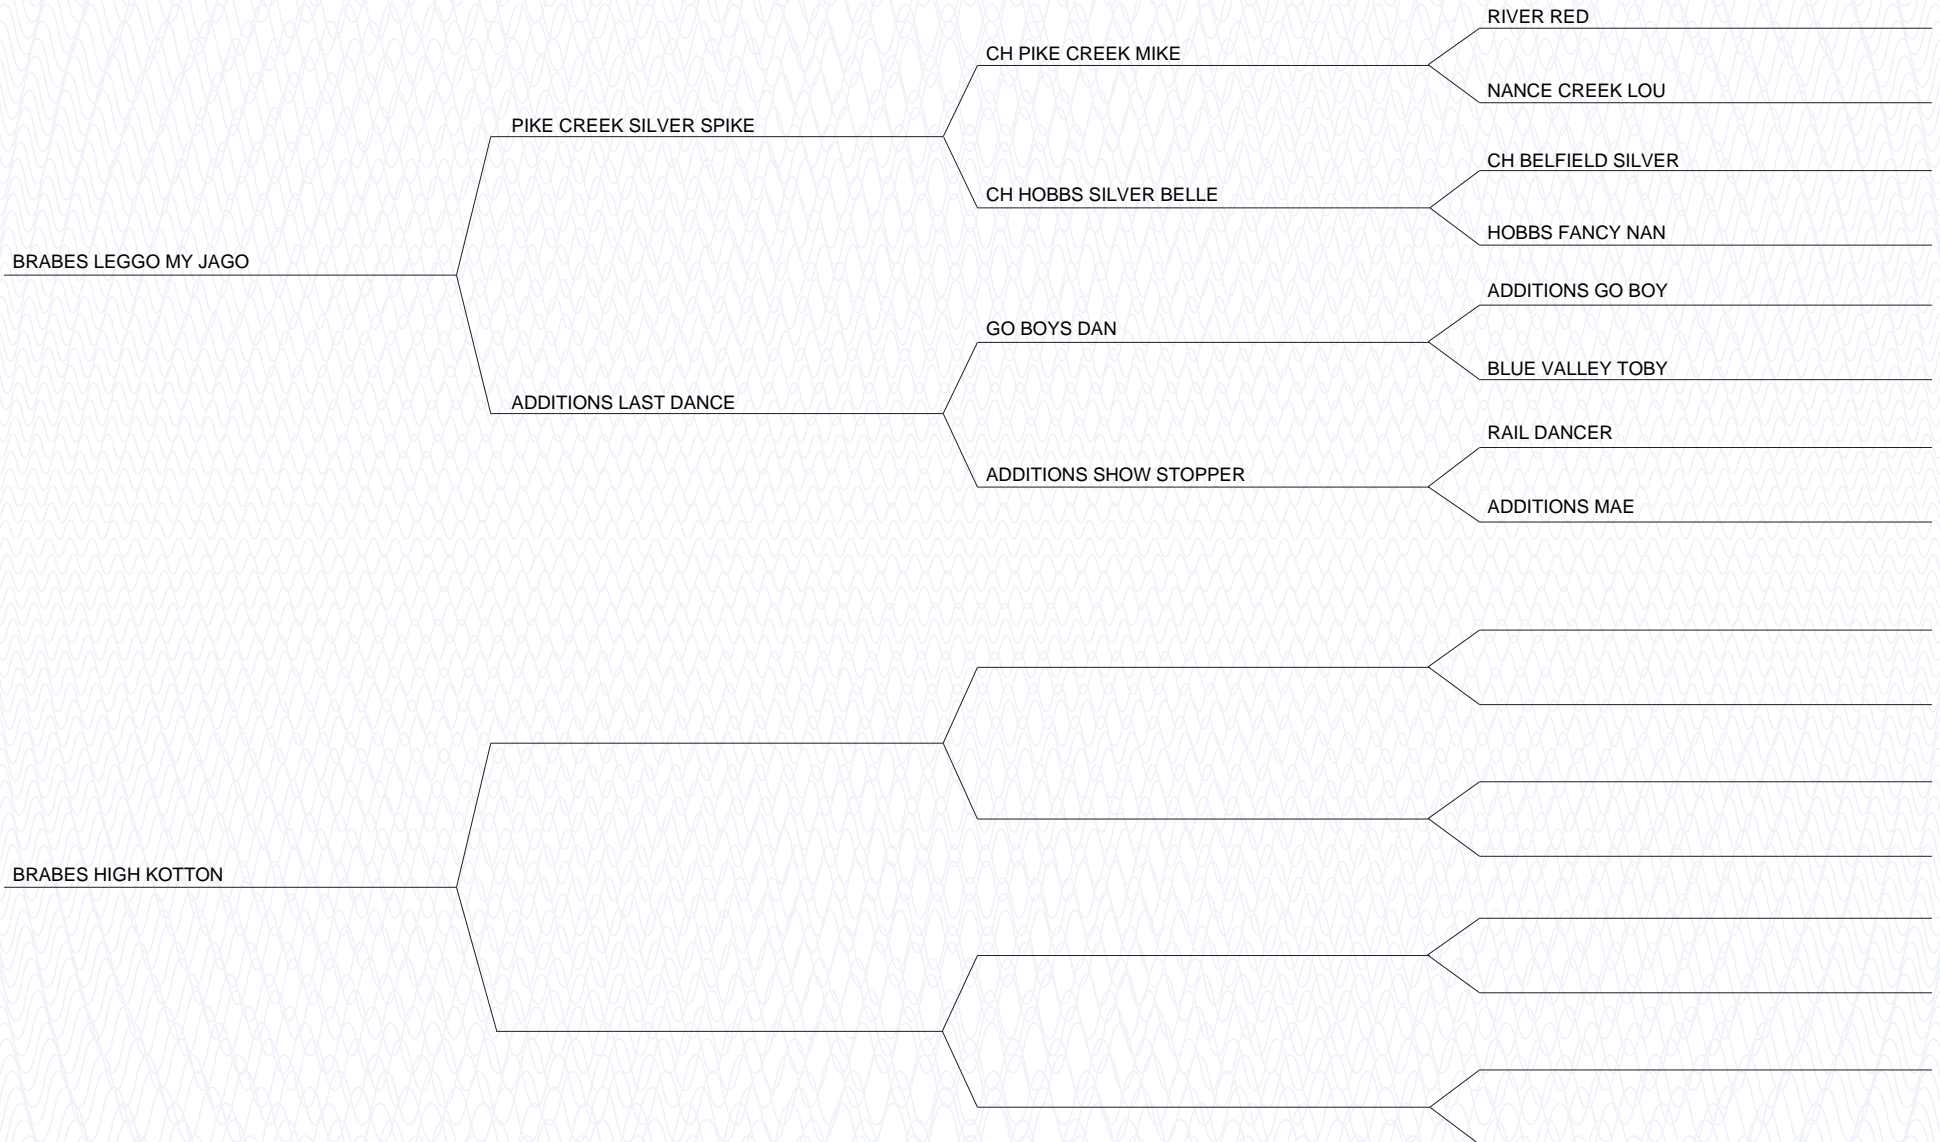 RIVER RED
CH PIKE CREEK MIKE
NANCE CREEK LOU
PIKE CREEK SILVER SPIKE
CH BELFIELD SILVER
CH HOBBS SILVER BELLE
HOBBS FANCY NAN
BRABES LEGGO MY JAGO
ADDITIONS GO BOY
GO BOYS DAN
BLUE VALLEY TOBY
ADDITIONS LAST DANCE
RAIL DANCER
ADDITIONS SHOW STOPPER
ADDITIONS MAE
BRABES HIGH KOTTON